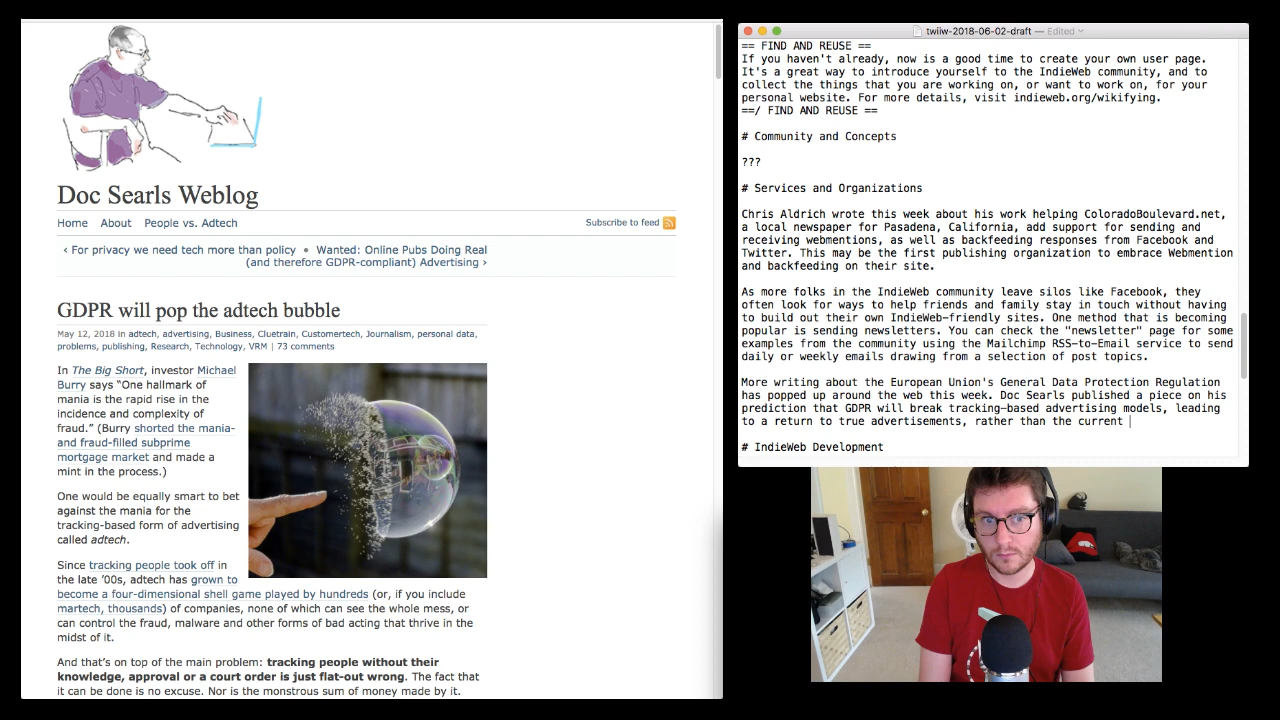 Doc Searls Weblog
Home About People vs. Adtech Subscribe to feed
‹ For privacy we need tech more than policy • Wanted: Online Pubs Doing Real
(and therefore GDPR-compliant) Advertising ›
GDPR will pop the adtech bubble
May 12, 2018 in adtech, advertising, Business, Cluetrain, Customertech, Journalism, personal data,
problems, publishing, Research, Technology, VRM | 73 comments
In The Big Short, investor Michael
Burry says “One hallmark of
mania is the rapid rise in the
incidence and complexity of
fraud.” (Burry shorted the mania-
and fraud-filled subprime
mortgage market and made a
mint in the process.)
One would be equally smart to bet
against the mania for the
tracking-based form of advertising
called adtech.
Since tracking people took off in
the late ’00s, adtech has grown to
become a four-dimensional shell game played by hundreds (or, if you include
martech, thousands) of companies, none of which can see the whole mess, or
can control the fraud, malware and other forms of bad acting that thrive in the
midst of it.
And that’s on top of the main problem: tracking people without their
knowledge, approval or a court order is just flat-out wrong. The fact that
it can be done is no excuse. Nor is the monstrous sum of money made by it.
twiiw-2018-06-02-draft — Edited
== FIND AND REUSE ==
If you haven't already, now is a good time to create your own user page.
It's a great way to introduce yourself to the IndieWeb community, and to
collect the things that you are working on, or want to work on, for your
personal website. For more details, visit indieweb.org/wikifying.
==/ FIND AND REUSE ==
# Community and Concepts
???
# Services and Organizations
Chris Aldrich wrote this week about his work helping ColoradoBoulevard.net,
a local newspaper for Pasadena, California, add support for sending and
receiving webmentions, as well as backfeeding responses from Facebook and
Twitter. This may be the first publishing organization to embrace Webmention
and backfeeding on their site.
As more folks in the IndieWeb community leave silos like Facebook, they
often look for ways to help friends and family stay in touch without having
to build out their own IndieWeb-friendly sites. One method that is becoming
popular is sending newsletters. You can check the "newsletter" page for some
examples from the community using the Mailchimp RSS-to-Email service to send
daily or weekly emails drawing from a selection of post topics.
More writing about the European Union's General Data Protection Regulation
has popped up around the web this week. Doc Searls published a piece on his
prediction that GDPR will break tracking-based advertising models, leading
to a return to true advertisements, rather than the current
# IndieWeb Development